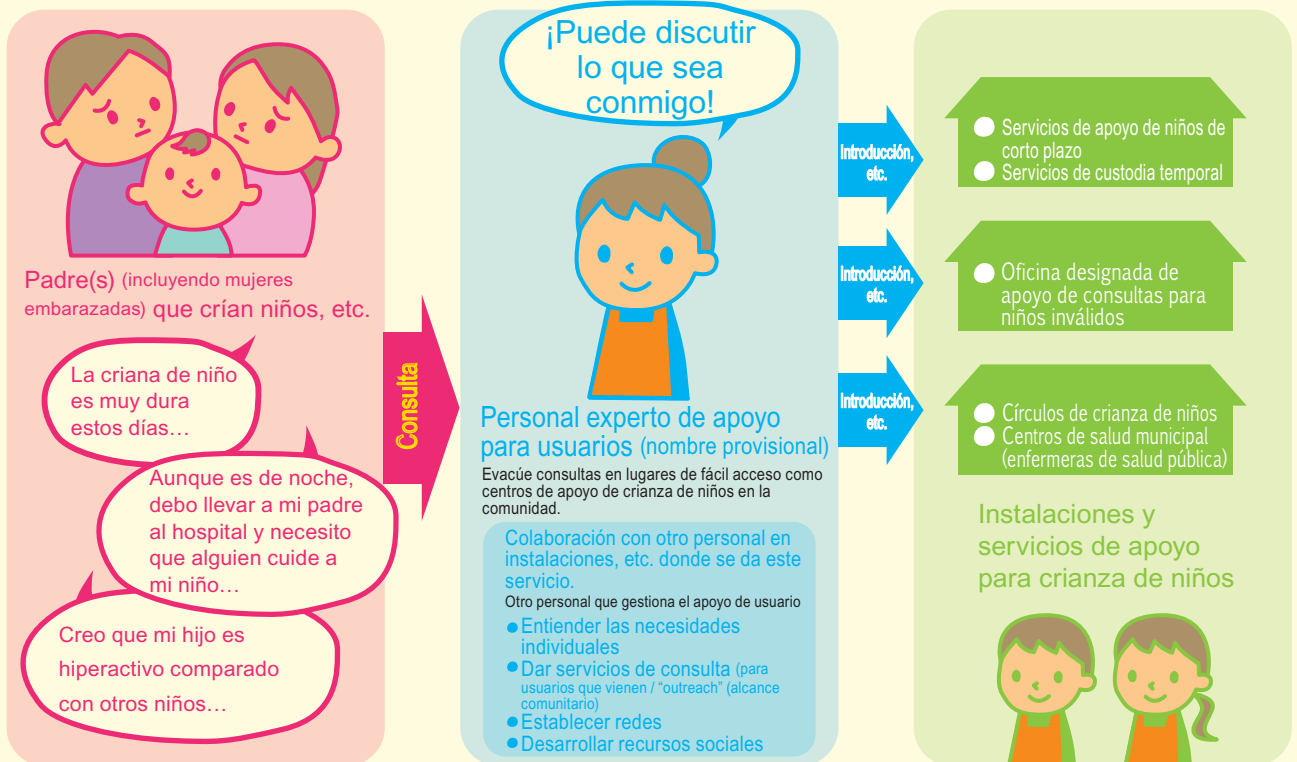 Padre(s) (incluyendo mujeres
embarazadas) que crían niños, etc.
La criana de niño
es muy dura
estos días…
Aunque es de noche,
debo llevar a mi padre
al hospital y necesito
que alguien cuide a
mi niño…
Creo que mi hijo es
hiperactivo comparado
con otros niños…
Consulta
¡Puede discutir
lo que sea
conmigo!
Personal experto de apoyo
para usuarios (nombre provisional)
Evacúe consultas en lugares de fácil acceso como
centros de apoyo de crianza de niños en la
comunidad.
Colaboración con otro personal en
instalaciones, etc. donde se da este
servicio.
Otro personal que gestiona el apoyo de usuario
● Entiender las necesidades
individuales
● Dar servicios de consulta (para
usuarios que vienen / “outreach” (alcance
comunitario)
● Establecer redes
● Desarrollar recursos sociales
Introducción,
etc.
Introducción,
etc.
Introducción,
etc.
● Servicios de apoyo de niños de
corto plazo
● Servicios de custodia temporal
● Oficina designada de
apoyo de consultas para
niños inválidos
● Círculos de crianza de niños
● Centros de salud municipal
(enfermeras de salud pública)
Instalaciones y
servicios de apoyo
para crianza de niños